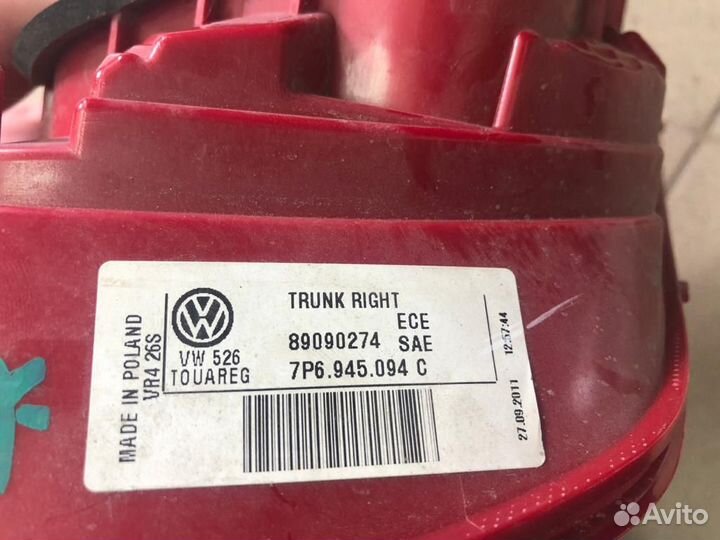 MADE IN POLAND
VR4 26S
VW 526
TOUAREG
TRUNK RIGHT
ECE
89090274 SAE
7P6.945.094 C
27.09.2011 12:57:44
Avito